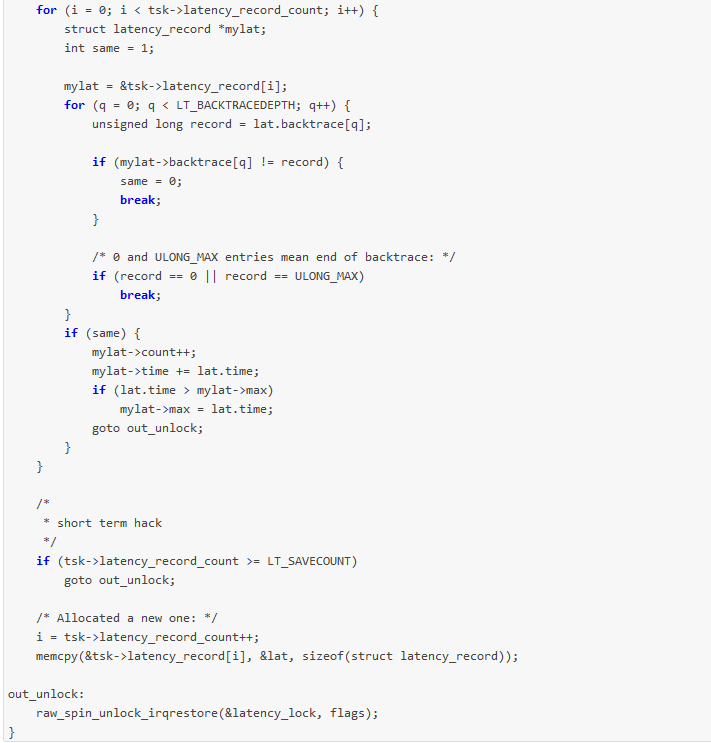 for (i = 0; i < tsk->latency_record_count; i++) {
struct latency_record *mylat;
int same = 1;
mylat = &tsk->latency_record[i];
for (q = 0; q < LT_BACKTRACEDEPTH; q++) {
unsigned long record = lat.backtrace[q];
if (mylat->backtrace[q] != record) {
same = 0;
break;
}
/* 0 and ULONG_MAX entries mean end of backtrace: */
if (record == 0 || record == ULONG_MAX)
break;
}
if (same) {
mylat->count++;
mylat->time += lat.time;
if (lat.time > mylat->max)
mylat->max = lat.time;
goto out_unlock;
}
}
/*
* short term hack
*/
if (tsk->latency_record_count >= LT_SAVECOUNT)
goto out_unlock;
/* Allocated a new one: */
i = tsk->latency_record_count++;
memcpy(&tsk->latency_record[i], &lat, sizeof(struct latency_record));
out_unlock:
raw_spin_unlock_irqrestore(&latency_lock, flags);
}